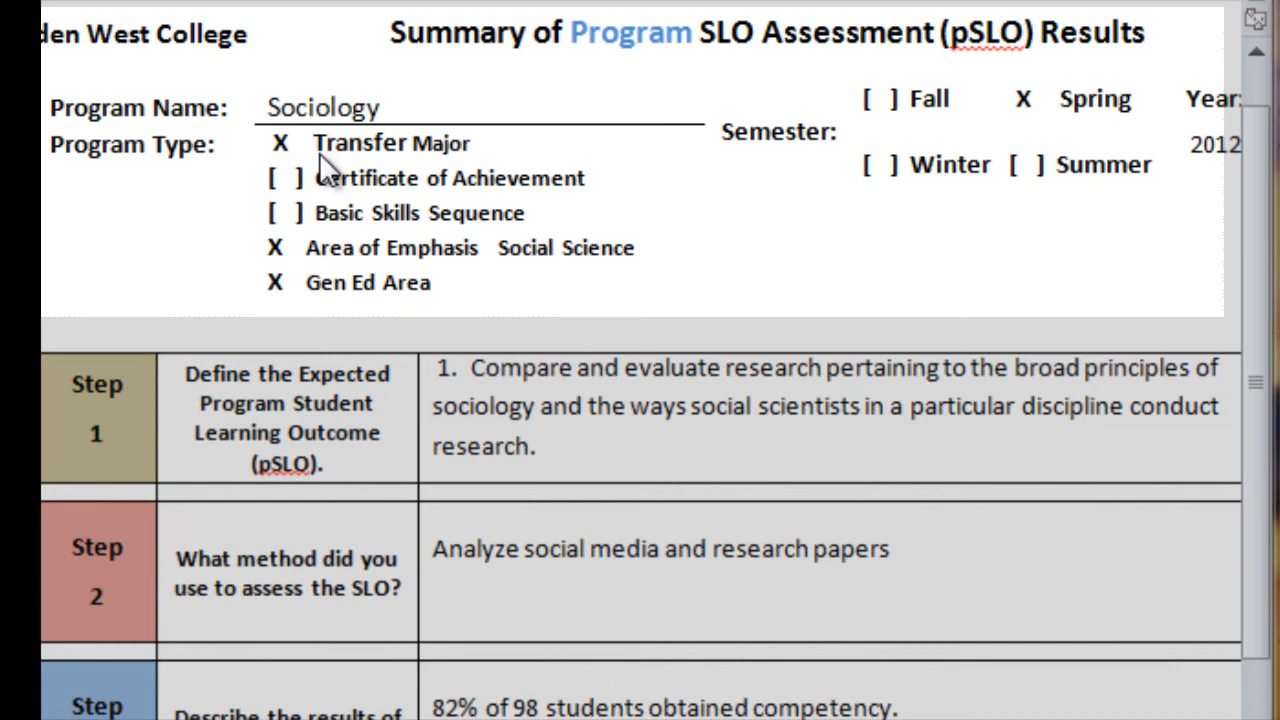 den West College
Summary of Program SLO Assessment (pSLO) Results
Program Name: Sociology
[ ] Fall X Spring Year:
Semester:
2012
[ ] Winter [ ] Summer
Program Type: X Transfer Major
[ ] Certificate of Achievement
[ ] Basic Skills Sequence
X Area of Emphasis Social Science
X Gen Ed Area
Step
1
Define the Expected
Program Student
Learning Outcome
(pSLO).
1. Compare and evaluate research pertaining to the broad principles of
sociology and the ways social scientists in a particular discipline conduct
research.
Step
2
What method did you
use to assess the SLO?
Analyze social media and research papers
Step
Describe the results of
82% of 98 students obtained competency.